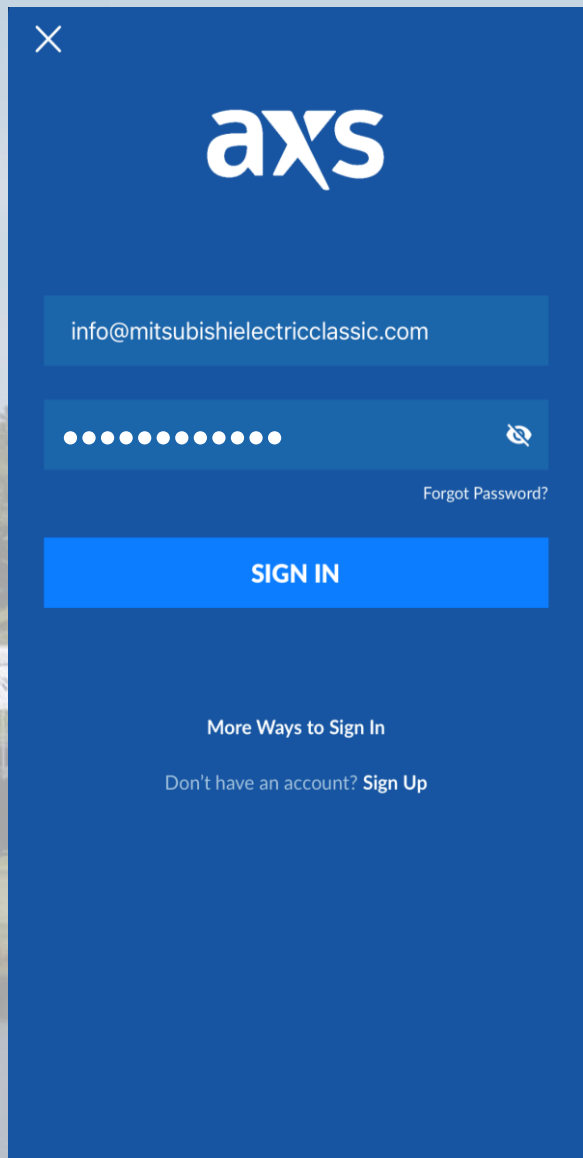 axs
info@mitsubishielectricclassic.com
Forgot Password?
SIGN IN
More Ways to Sign In
Don't have an account? Sign Up